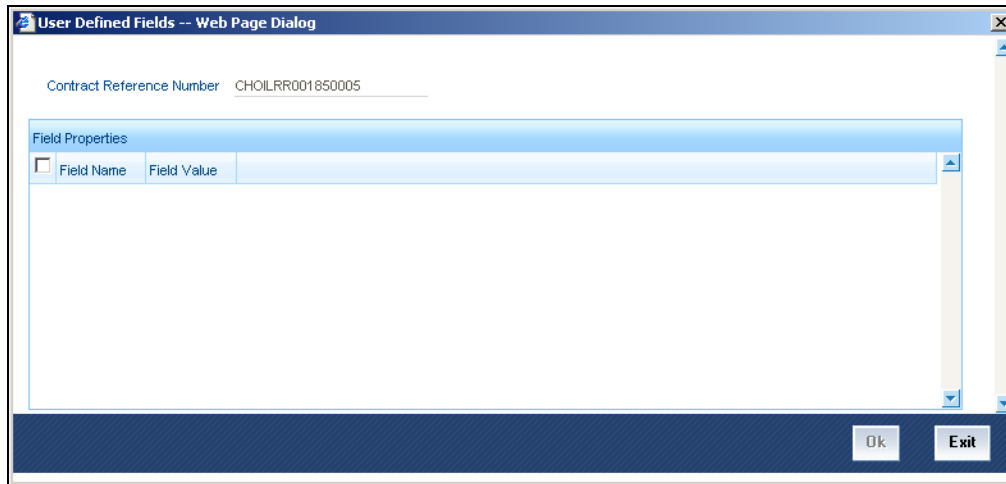 User Defined Fields -- Web Page Dialog
Contract Reference Number CHOILRR001850005
Field Properties
Field Name Field Value
Ok Exit